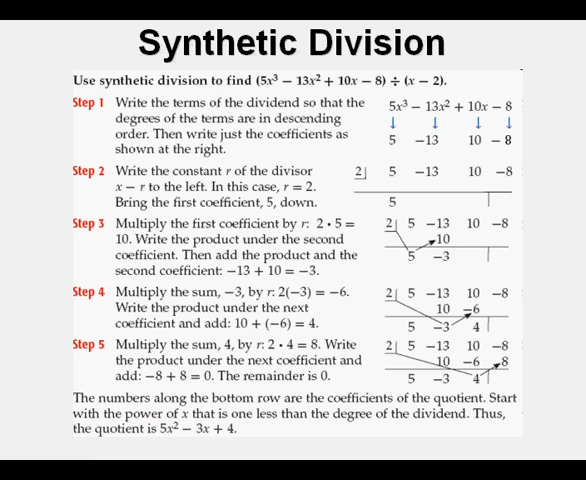 Synthetic Division
Use synthetic division to find (5x³ − 13x² + 10x − 8) ÷ (x − 2).
Step 1 Write the terms of the dividend so that the
degrees of the terms are in descending
order. Then write just the coefficients as
shown at the right.
5x³ − 13x² + 10x − 8
↓ ↓ ↓ ↓
5 −13 10 − 8
Step 2 Write the constant r of the divisor
x − r to the left. In this case, r = 2.
Bring the first coefficient, 5, down.
2| 5 −13 10 −8
5
Step 3 Multiply the first coefficient by r: 2 • 5 =
10. Write the product under the second
coefficient. Then add the product and the
second coefficient: −13 + 10 = −3.
2| 5 −13 10 −8
10
5 −3
Step 4 Multiply the sum, −3, by r: 2(−3) = −6.
Write the product under the next
coefficient and add: 10 + (−6) = 4.
2| 5 −13 10 −8
10 −6
5 −3 4
Step 5 Multiply the sum, 4, by r: 2 • 4 = 8. Write
the product under the next coefficient and
add: −8 + 8 = 0. The remainder is 0.
2| 5 −13 10 −8
10 −6 8
5 −3 4
The numbers along the bottom row are the coefficients of the quotient. Start
with the power of x that is one less than the degree of the dividend. Thus,
the quotient is 5x² − 3x + 4.